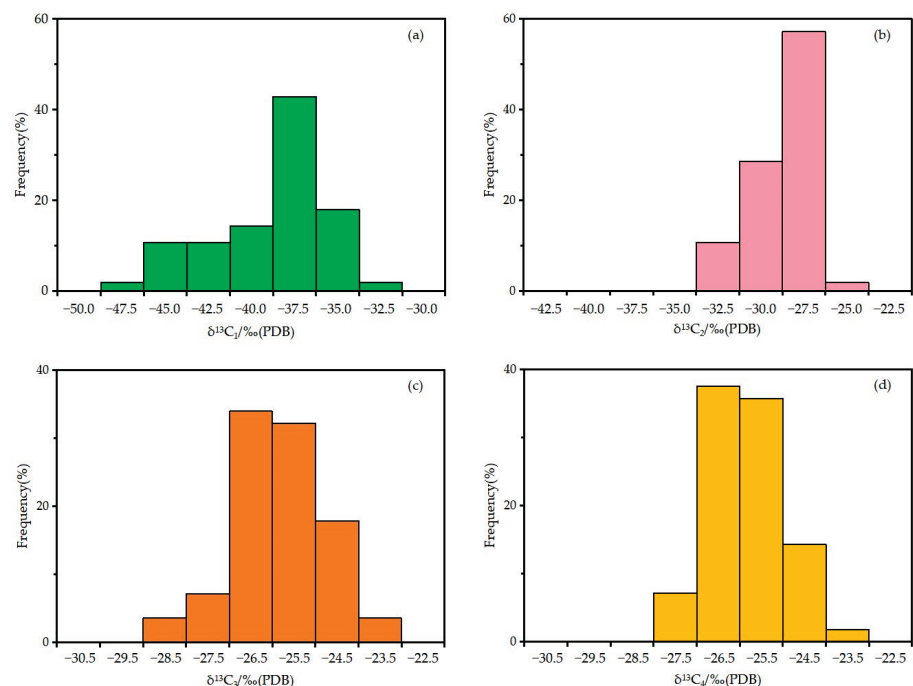 60
40
20
0
Frequency(%)
(a)
−50.0 −47.5 −45.0 −42.5 −40.0 −37.5 −35.0 −32.5 −30.0
δ¹³C₁/‰(PDB)
60
40
20
0
Frequency(%)
(b)
−42.5 −40.0 −35.0 −32.5 −30.0 −27.5 −25.0 −22.5
δ¹³C₂/‰(PDB)
40
20
0
Frequency(%)
(c)
−30.5 −29.5 −28.5 −27.5 −26.5 −25.5 −24.5 −23.5 −22.5
δ¹³C₃/‰(PDB)
40
20
0
Frequency(%)
(d)
−30.5 −29.5 −28.5 −27.5 −26.5 −25.5 −24.5 −23.5 −22.5
δ¹³C₄/‰(PDB)